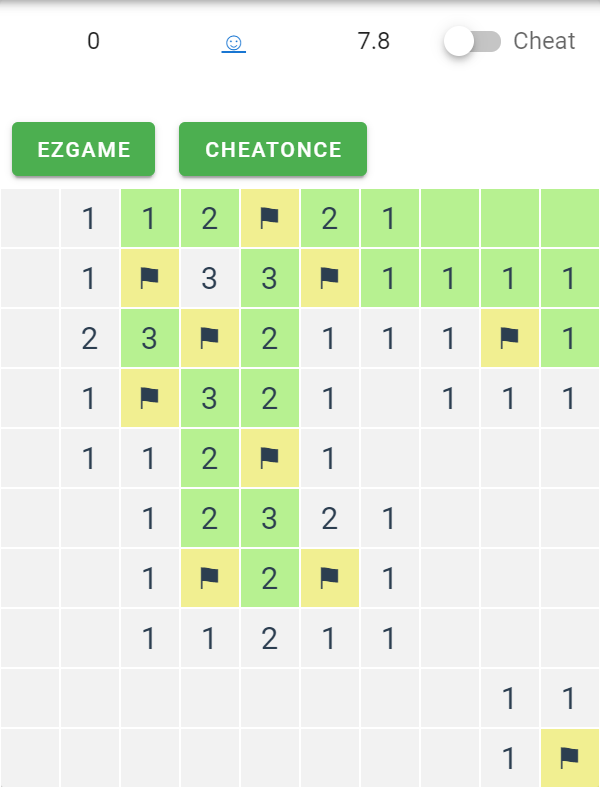 0 ☺ 7.8 Cheat
EZGAME CHEATONCE
1 1 2 2 1
1 3 3 1 1 1 1
2 3 2 1 1 1 1
1 3 2 1 1 1 1
1 1 2 1
1 2 3 2 1
1 2 1
1 1 2 1 1
1 1
1